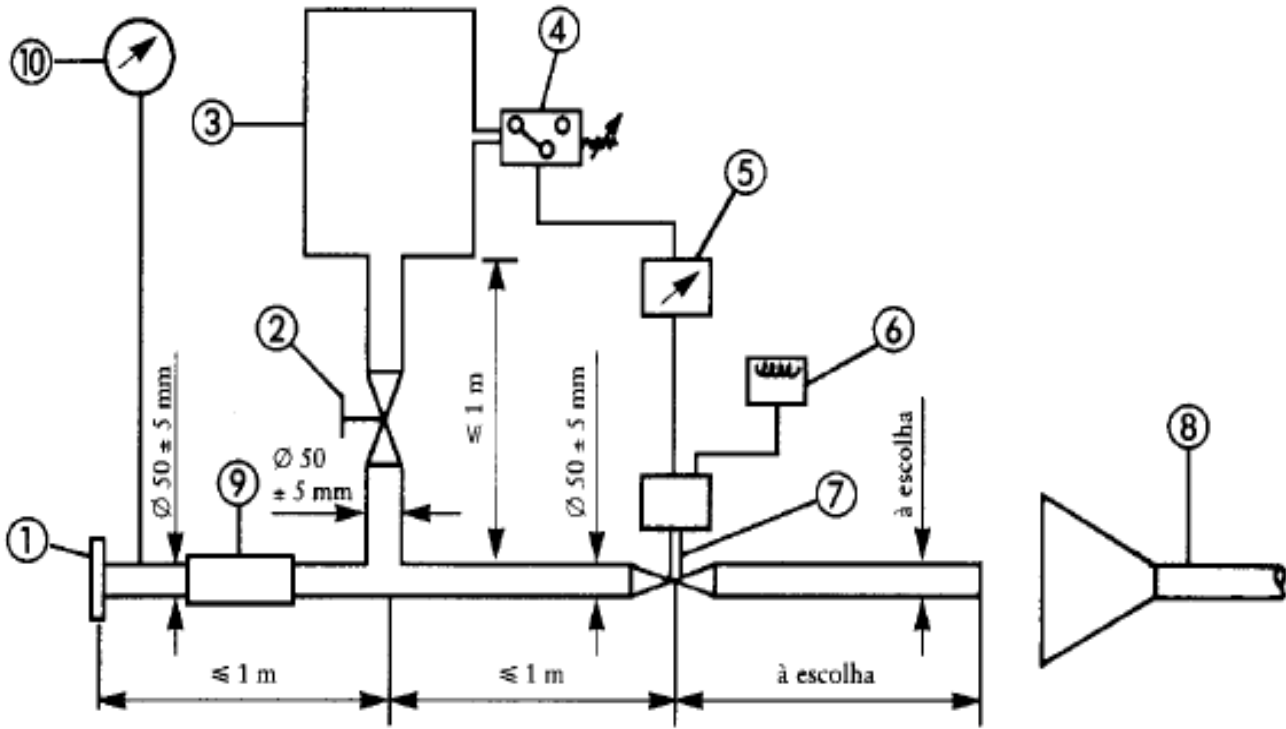 10
3
4
5
2
6
≤ 1 m
Ø 50 ± 5 mm
Ø 50 ± 5 mm
Ø 50
± 5 mm
9
7
à escolha
8
1
≤ 1 m
≤ 1 m
à escolha